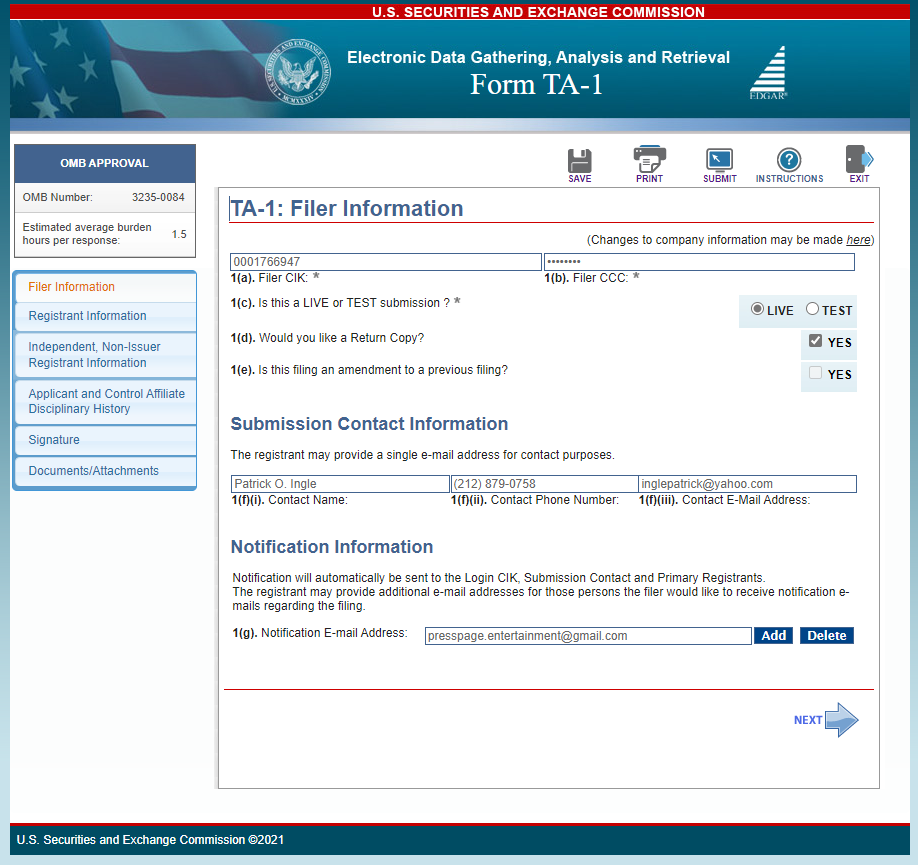 U.S. SECURITIES AND EXCHANGE COMMISSION
Electronic Data Gathering, Analysis and Retrieval
Form TA-1
EDGAR®
OMB APPROVAL
OMB Number: 3235-0084
Estimated average burden
hours per response: 1.5
SAVE
PRINT
SUBMIT
INSTRUCTIONS
EXIT
Filer Information
Registrant Information
Independent, Non-Issuer
Registrant Information
Applicant and Control Affiliate
Disciplinary History
Signature
Documents/Attachments
TA-1: Filer Information
(Changes to company information may be made here)
0001766947 ••••••••
1(a). Filer CIK: * 1(b). Filer CCC: *
1(c). Is this a LIVE or TEST submission ? * LIVE TEST
1(d). Would you like a Return Copy? YES
1(e). Is this filing an amendment to a previous filing? YES
Submission Contact Information
The registrant may provide a single e-mail address for contact purposes.
Patrick O. Ingle (212) 879-0758 inglepatrick@yahoo.com
1(f)(i). Contact Name: 1(f)(ii). Contact Phone Number: 1(f)(iii). Contact E-Mail Address:
Notification Information
Notification will automatically be sent to the Login CIK, Submission Contact and Primary Registrants.
The registrant may provide additional e-mail addresses for those persons the filer would like to receive notification e-
mails regarding the filing.
1(g). Notification E-mail Address: presspage.entertainment@gmail.com Add Delete
NEXT
U.S. Securities and Exchange Commission ©2021